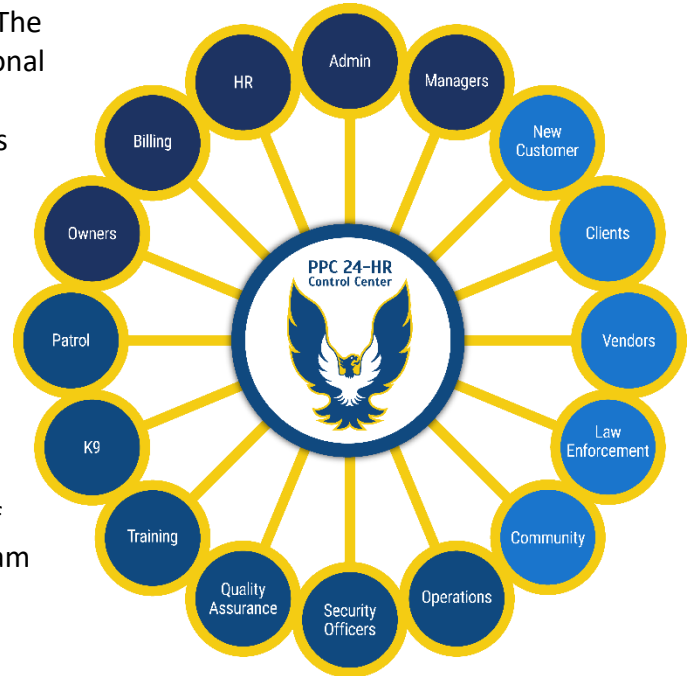 The
onal
s
f
am
Admin
Managers
New
Customer
Clients
Vendors
Law
Enforcement
Community
Operations
Security
Officers
Quality
Assurance
Training
K9
Patrol
Owners
Billing
HR
PPC 24-HR
Control Center